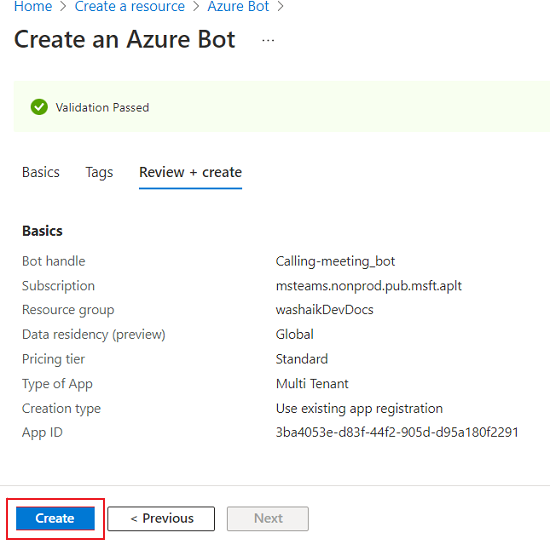 Home > Create a resource > Azure Bot >
Create an Azure Bot ...
Validation Passed
Basics Tags Review + create
Basics
Bot handle Calling-meeting_bot
Subscription msteams.nonprod.pub.msft.aplt
Resource group washaikDevDocs
Data residency (preview) Global
Pricing tier Standard
Type of App Multi Tenant
Creation type Use existing app registration
App ID 3ba4053e-d83f-44f2-905d-d95a180f2291
Create < Previous Next